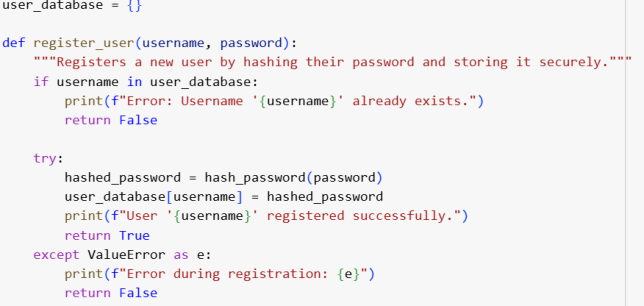 user_database = {}
def register_user(username, password):
    """Registers a new user by hashing their password and storing it securely."""
    if username in user_database:
        print(f"Error: Username '{username}' already exists.")
        return False
    try:
        hashed_password = hash_password(password)
        user_database[username] = hashed_password
        print(f"User '{username}' registered successfully.")
        return True
    except ValueError as e:
        print(f"Error during registration: {e}")
        return False